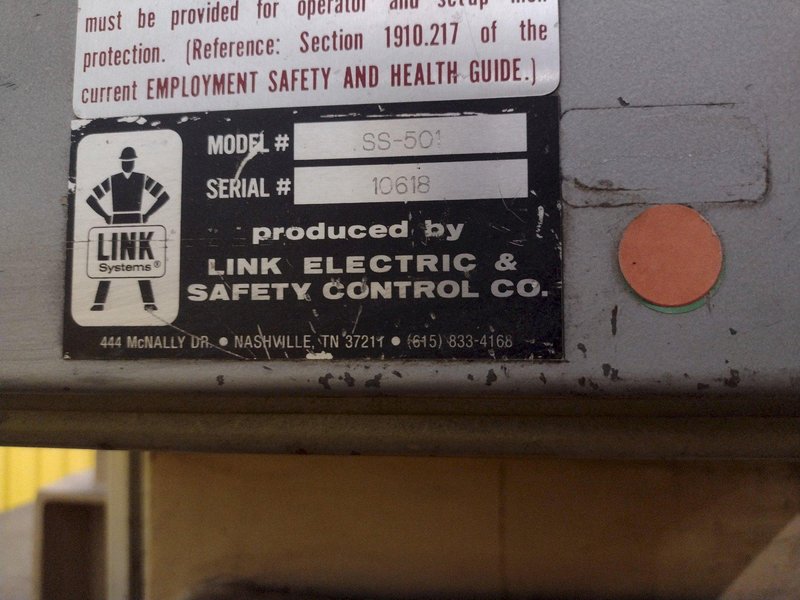 must be provided for operator and setup
protection. (Reference: Section 1910.217 of the
current EMPLOYMENT SAFETY AND HEALTH GUIDE.)
MODEL # SS-501
SERIAL # 10618
LINK
Systems®
produced by
LINK ELECTRIC &
SAFETY CONTROL CO.
444 McNALLY DR. • NASHVILLE, TN 37211 • (615) 833-4168